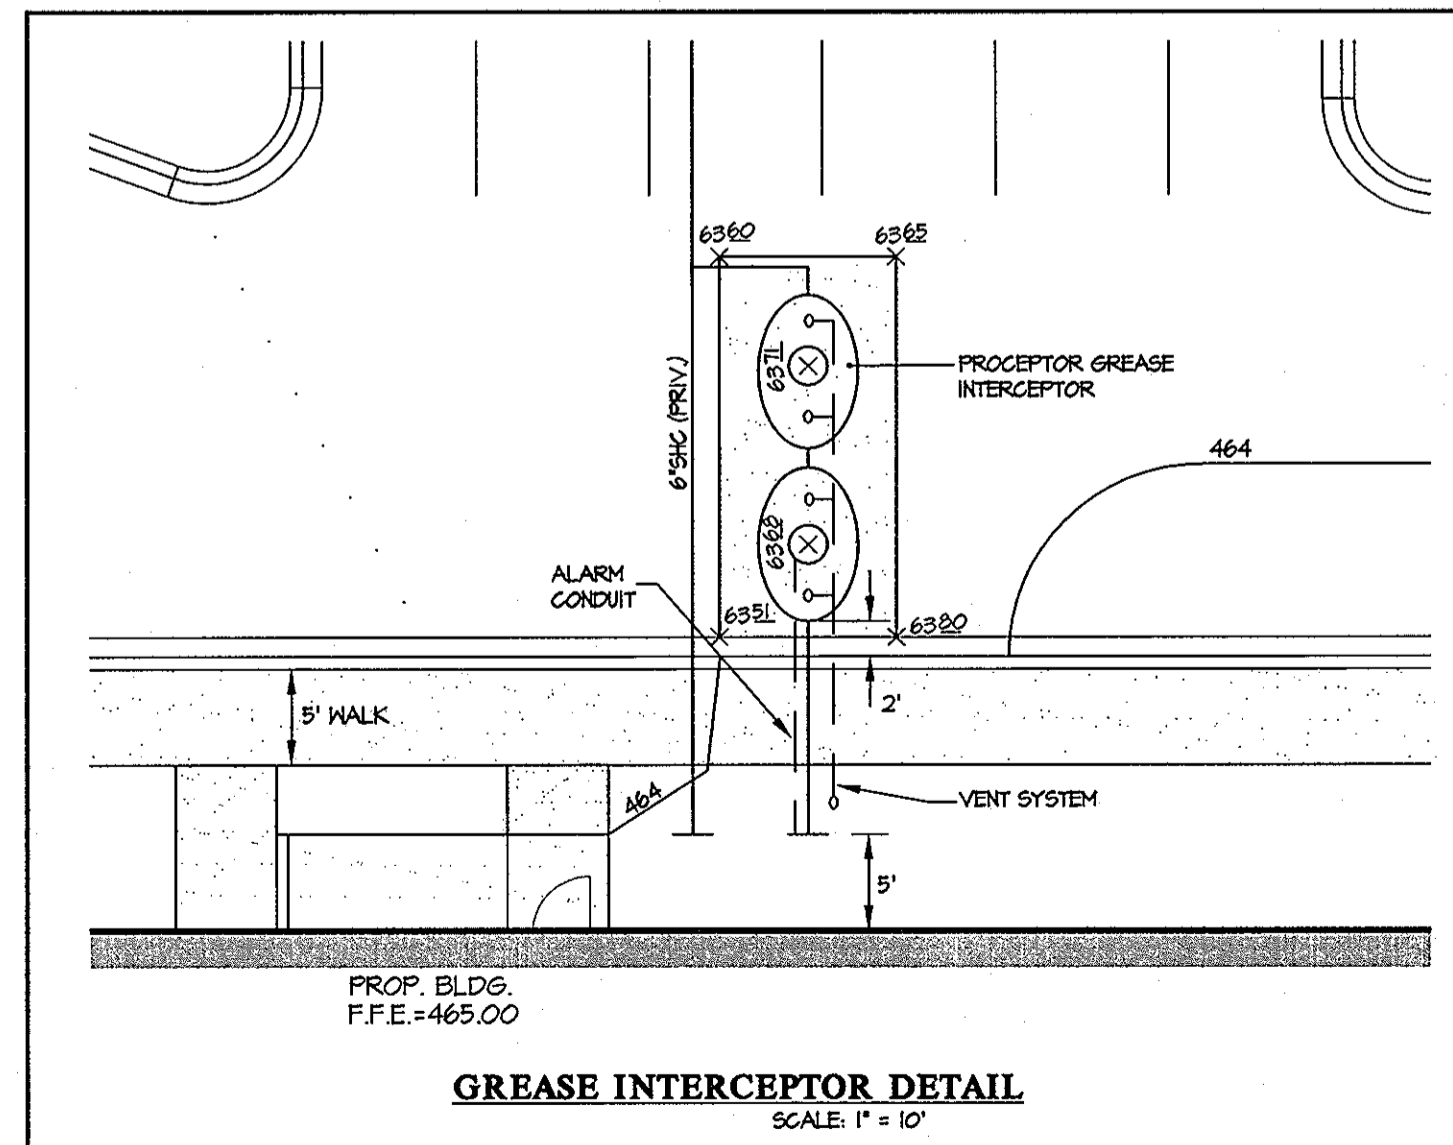 6360
6365
6371
PROCEPTOR GREASE
INTERCEPTOR
6"SHC (PRIV.)
464
6368
ALARM
CONDUIT
6351
6380
5' WALK
2'
464
VENT SYSTEM
5'
PROP. BLDG.
F.F.E.=465.00
GREASE INTERCEPTOR DETAIL
SCALE: 1" = 10'